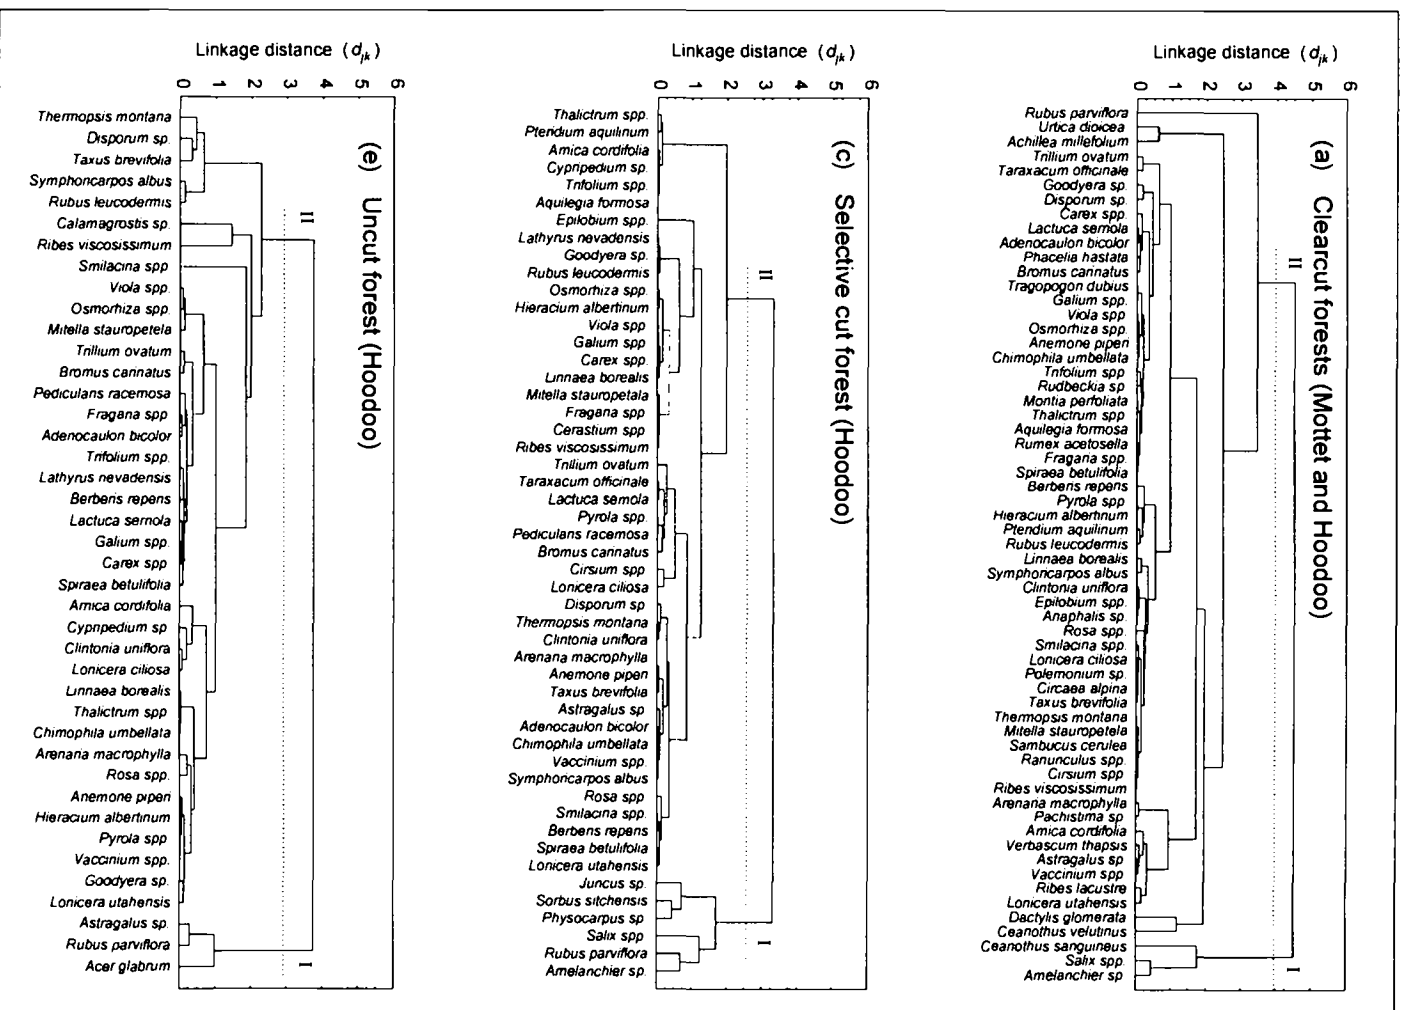 (a) Clearcut forests (Mottet and Hoodoo)
Linkage distance (d_jk)
0 1 2 3 4 5 6
Rubus parviflora
Urtica dioicea
Achillea millefolium
Trillium ovatum
Taraxacum officinale
Goodyera sp.
Disporum sp.
Carex spp.
Lactuca serriola
Adenocaulon bicolor
Phacelia hastata
Bromus carinatus
Tragopogon dubius
Galium spp.
Viola spp.
Osmorhiza spp.
Anemone piperi
Chimophila umbellata
Trifolium spp.
Rudbeckia sp
Montia perfoliata
Thalictrum spp
Aquilegia formosa
Rumex acetosella
Fragaria spp.
Spiraea betulifolia
Berberis repens
Pyrola spp
Hieracium albertinum
Pteridium aquilinum
Rubus leucodermis
Linnaea borealis
Symphoricarpos albus
Clintonia uniflora
Epilobium spp.
Anaphalis sp.
Rosa spp.
Smilacina spp.
Lonicera ciliosa
Polemonium sp.
Circaea alpina
Taxus brevifolia
Thermopsis montana
Mitella stauropetela
Sambucus cerulea
Ranunculus spp.
Cirsium spp
Ribes viscosissimum
Arenaria macrophylla
Pachistima sp
Arnica cordifolia
Verbascum thapsis
Astragalus sp
Vaccinium spp
Ribes lacustre
Lonicera utahensis
Dactylis glomerata
Ceanothus velutinus
Ceanothus sanguineus
Salix spp.
Amelanchier sp
II
I
(c) Selective cut forest (Hoodoo)
Linkage distance (d_jk)
0 1 2 3 4 5 6
Thalictrum spp.
Pteridium aquilinum
Arnica cordifolia
Cypripedium sp.
Trifolium spp.
Aquilegia formosa
Epilobium spp.
Lathyrus nevadensis
Goodyera sp.
Rubus leucodermis
Osmorhiza spp.
Hieracium albertinum
Viola spp
Galium spp
Carex spp.
Linnaea borealis
Mitella stauropetala
Fragaria spp
Cerastium spp
Ribes viscosissimum
Trillium ovatum
Taraxacum officinale
Lactuca serriola
Pyrola spp.
Pedicularis racemosa
Bromus carinatus
Cirsium spp
Lonicera ciliosa
Disporum sp
Thermopsis montana
Clintonia uniflora
Arenaria macrophylla
Anemone piperi
Taxus brevifolia
Astragalus sp
Adenocaulon bicolor
Chimophila umbellata
Vaccinium spp.
Symphoricarpos albus
Rosa spp
Smilacina spp.
Berberis repens
Spiraea betulifolia
Lonicera utahensis
Juncus sp.
Sorbus sitchensis
Physocarpus sp
Salix spp
Rubus parviflora
Amelanchier sp.
II
I
(e) Uncut forest (Hoodoo)
Linkage distance (d_jk)
0 1 2 3 4 5 6
Thermopsis montana
Disporum sp.
Taxus brevifolia
Symphoricarpos albus
Rubus leucodermis
Calamagrostis sp.
Ribes viscosissimum
Smilacina spp
Viola spp.
Osmorhiza spp.
Mitella stauropetela
Trillium ovatum
Bromus carinatus
Pedicularis racemosa
Fragaria spp
Adenocaulon bicolor
Trifolium spp.
Lathyrus nevadensis
Berberis repens
Lactuca serriola
Galium spp.
Carex spp
Spiraea betulifolia
Arnica cordifolia
Cypripedium sp
Clintonia uniflora
Lonicera ciliosa
Linnaea borealis
Thalictrum spp
Chimophila umbellata
Arenaria macrophylla
Rosa spp.
Anemone piperi
Hieracium albertinum
Pyrola spp
Vaccinium spp.
Goodyera sp.
Lonicera utahensis
Astragalus sp.
Rubus parviflora
Acer glabrum
II
I